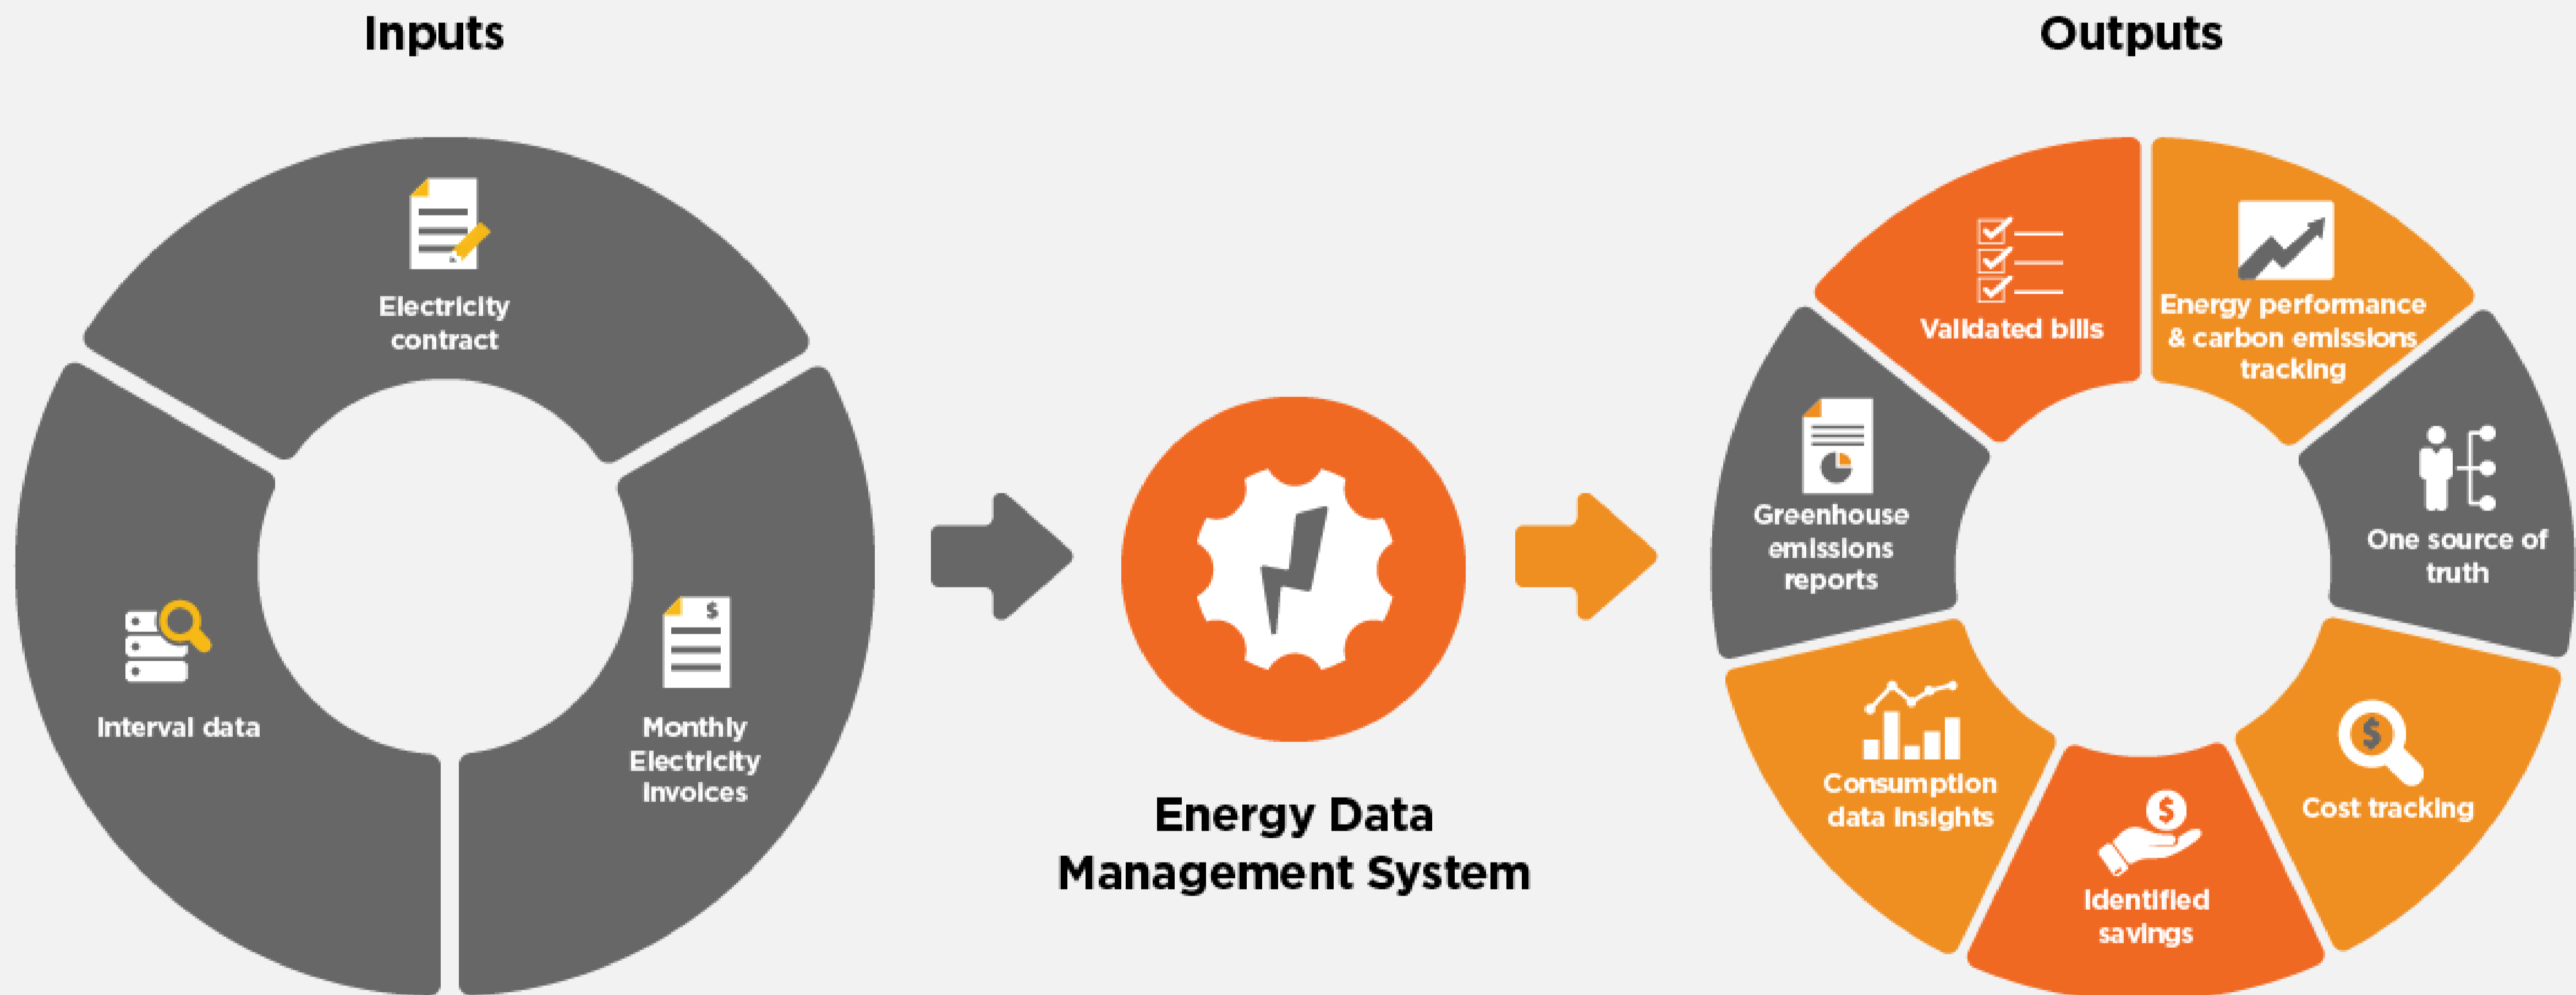 Inputs
Electricity
contract
Interval data
Monthly
Electricity
invoices
$
Energy Data
Management System
Outputs
Validated bills
Energy performance
& carbon emissions
tracking
One source of
truth
$
Cost tracking
$
Identified
savings
Consumption
data insights
Greenhouse
emissions
reports